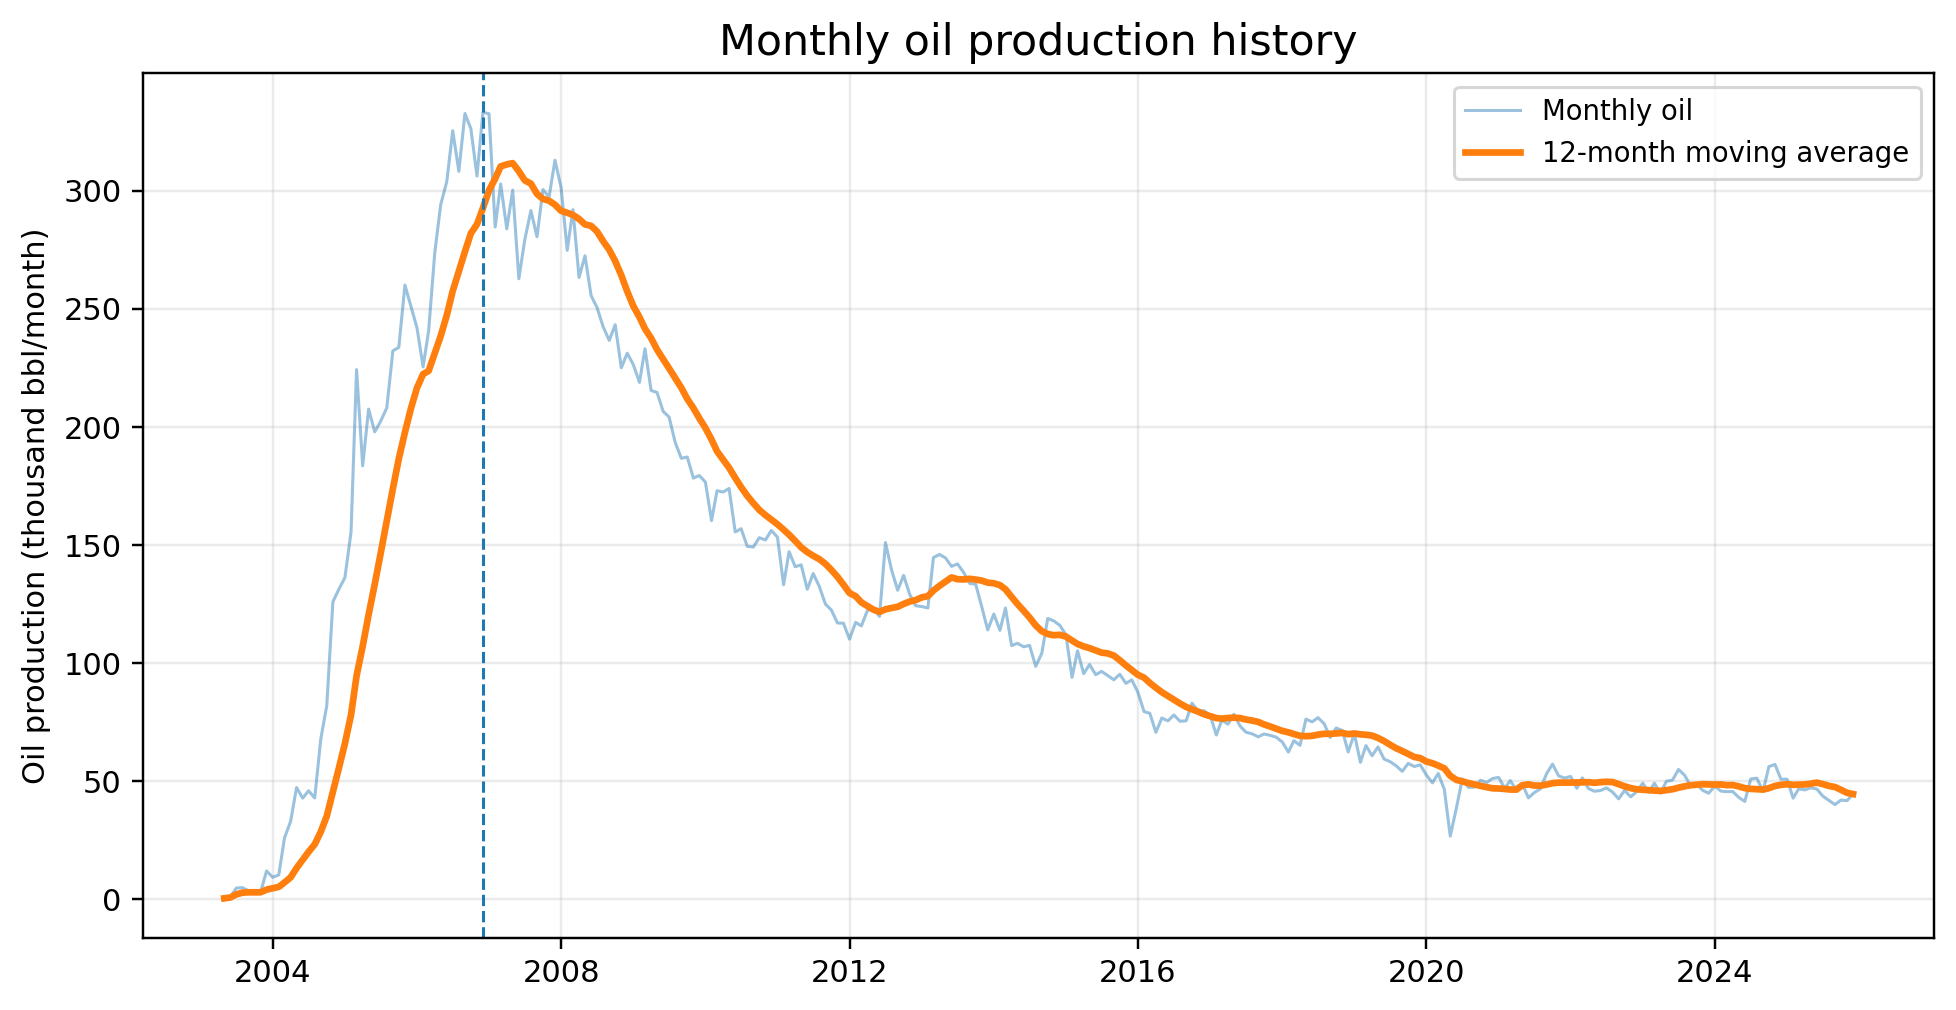 Monthly oil production history
Monthly oil
12-month moving average
Oil production (thousand bbl/month)
300
250
200
150
100
50
0
2004 2008 2012 2016 2020 2024